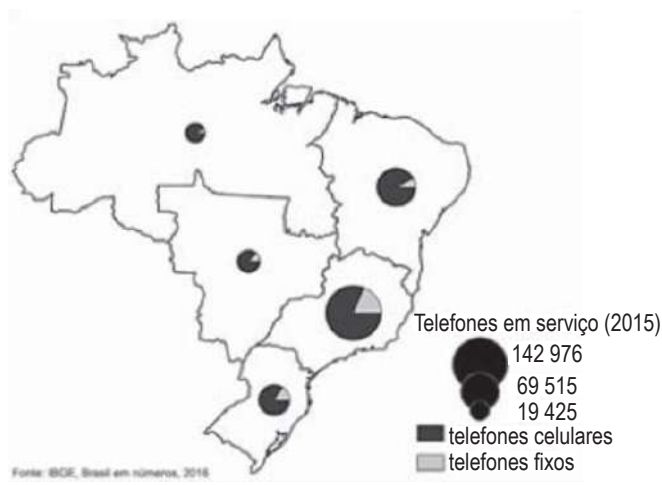 Telefones em serviço (2015)
142 976
69 515
19 425
telefones celulares
telefones fixos
Fonte: IBGE, Brasil em números, 2016